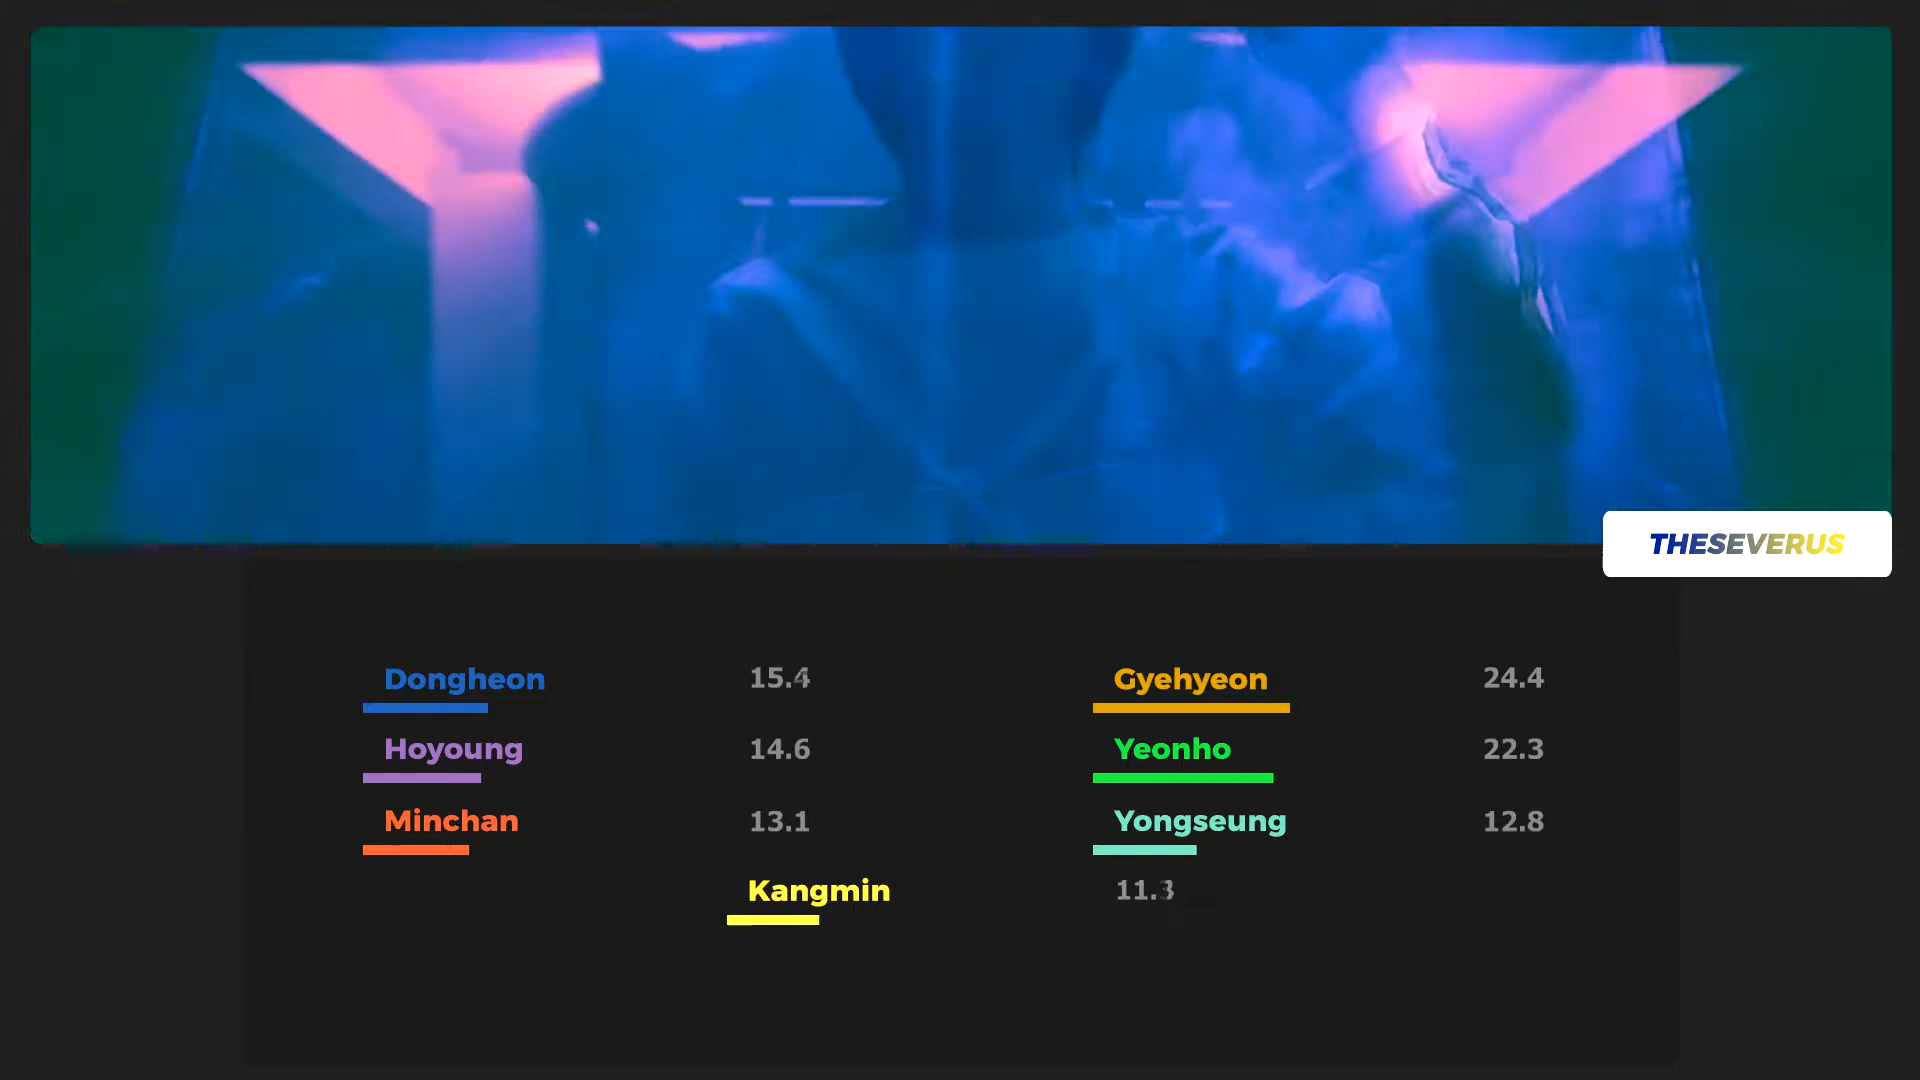 THESEVERUS
Dongheon 15.4 Gyehyeon 24.4
Hoyoung 14.6 Yeonho 22.3
Minchan 13.1 Yongseung 12.8
Kangmin 11.3